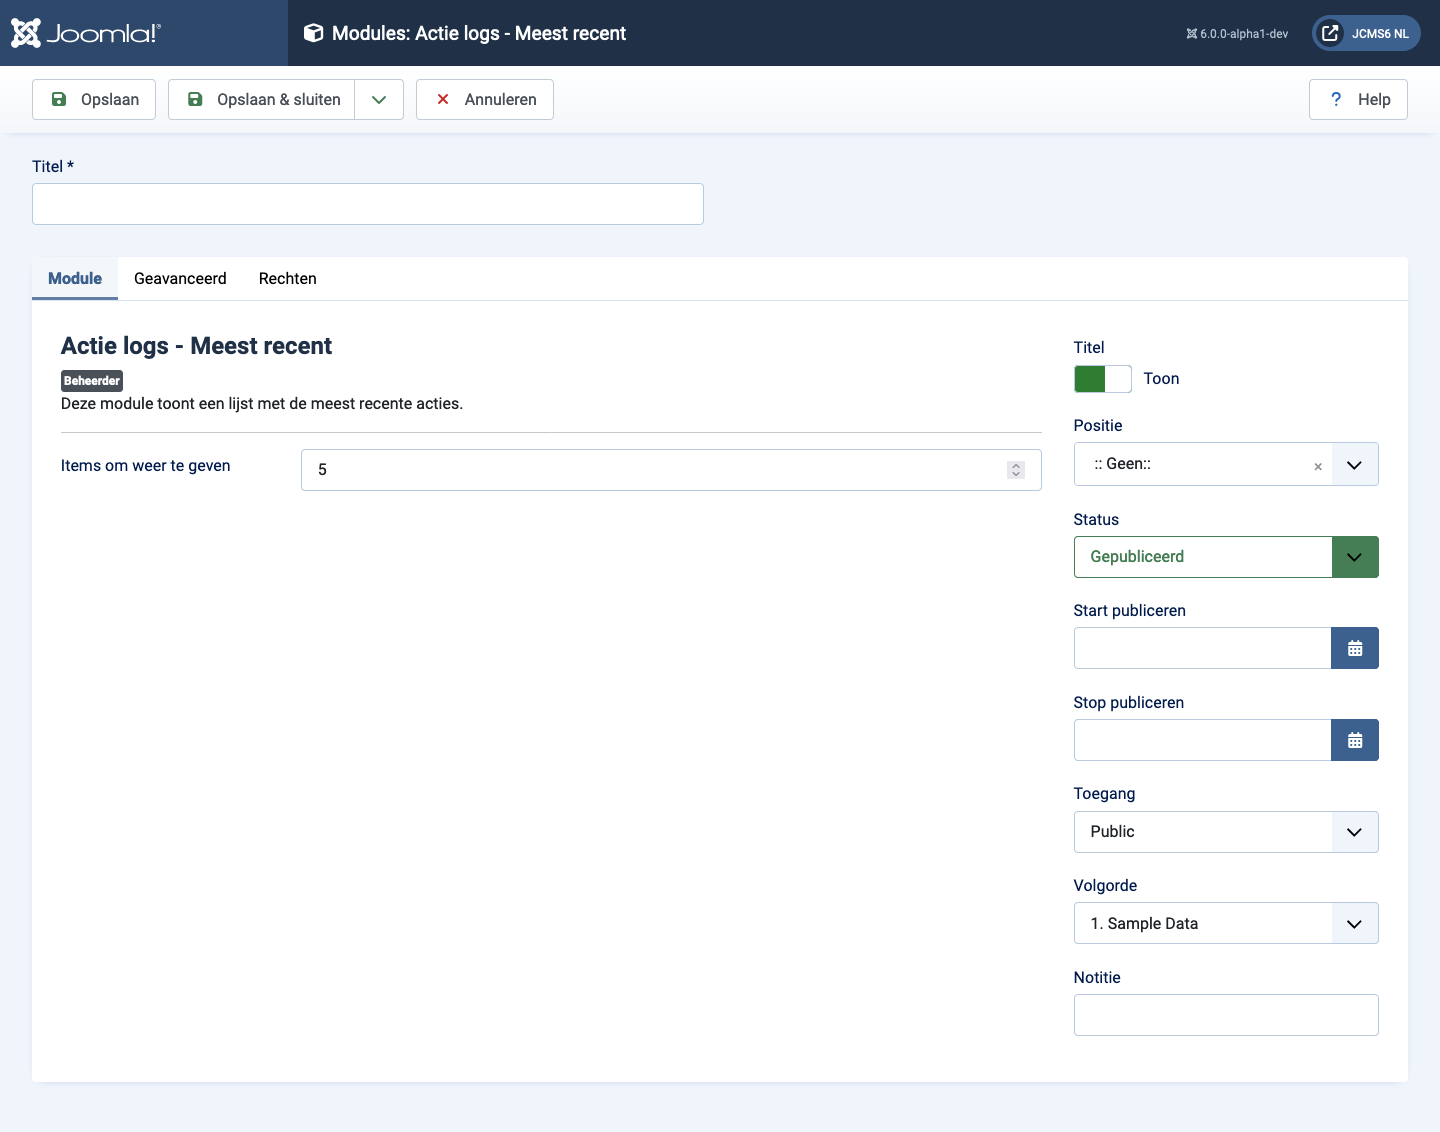 Joomla!®
Modules: Actie logs - Meest recent
6.0.0-alpha1-dev
JCMS6 NL
Opslaan
Opslaan & sluiten
Annuleren
? Help
Titel *
Module
Geavanceerd
Rechten
Actie logs - Meest recent
Beheerder
Deze module toont een lijst met de meest recente acties.
Items om weer te geven
5
Titel
Toon
Positie
:: Geen::
×
Status
Gepubliceerd
Start publiceren
Stop publiceren
Toegang
Public
Volgorde
1. Sample Data
Notitie